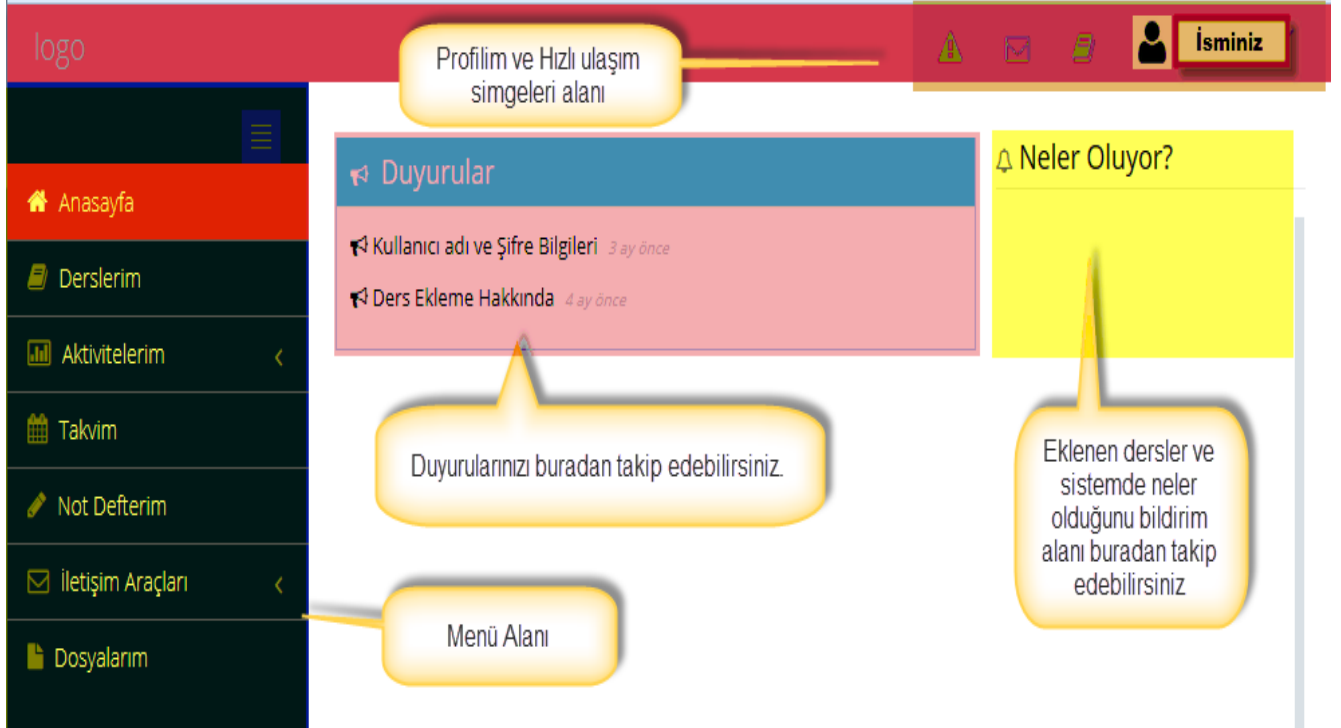 logo
Profilim ve Hızlı ulaşım
simgeleri alanı
İsminiz
Anasayfa
Derslerim
Aktivitelerim
Takvim
Not Defterim
İletişim Araçları
Dosyalarım
Duyurular
Kullanıcı adı ve Şifre Bilgileri 3 ay önce
Ders Ekleme Hakkında 4 ay önce
Neler Oluyor?
Duyurularınızı buradan takip edebilirsiniz.
Eklenen dersler ve
sistemde neler
olduğunu bildirim
alanı buradan takip
edebilirsiniz
Menü Alanı